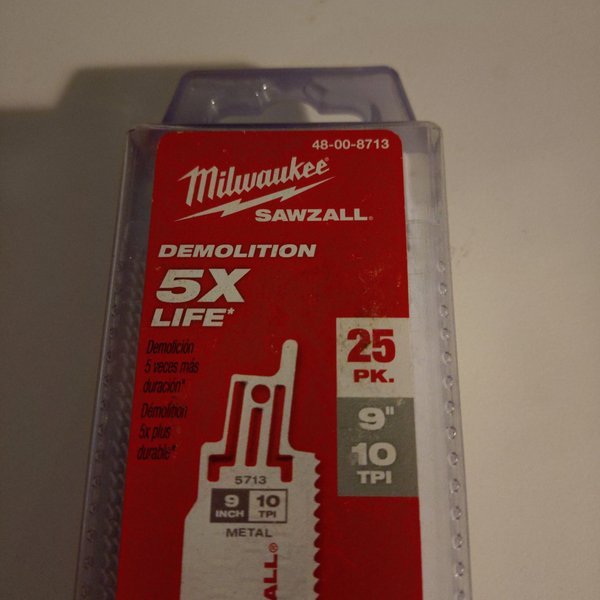 48-00-8713
Milwaukee
SAWZALL®
DEMOLITION
5X
LIFE*
Demolición
5 veces más
duración*
Démolition
5x plus
durable*
25
PK.
9"
10
TPI
5713
9 10
INCH TPI
METAL
ALL®